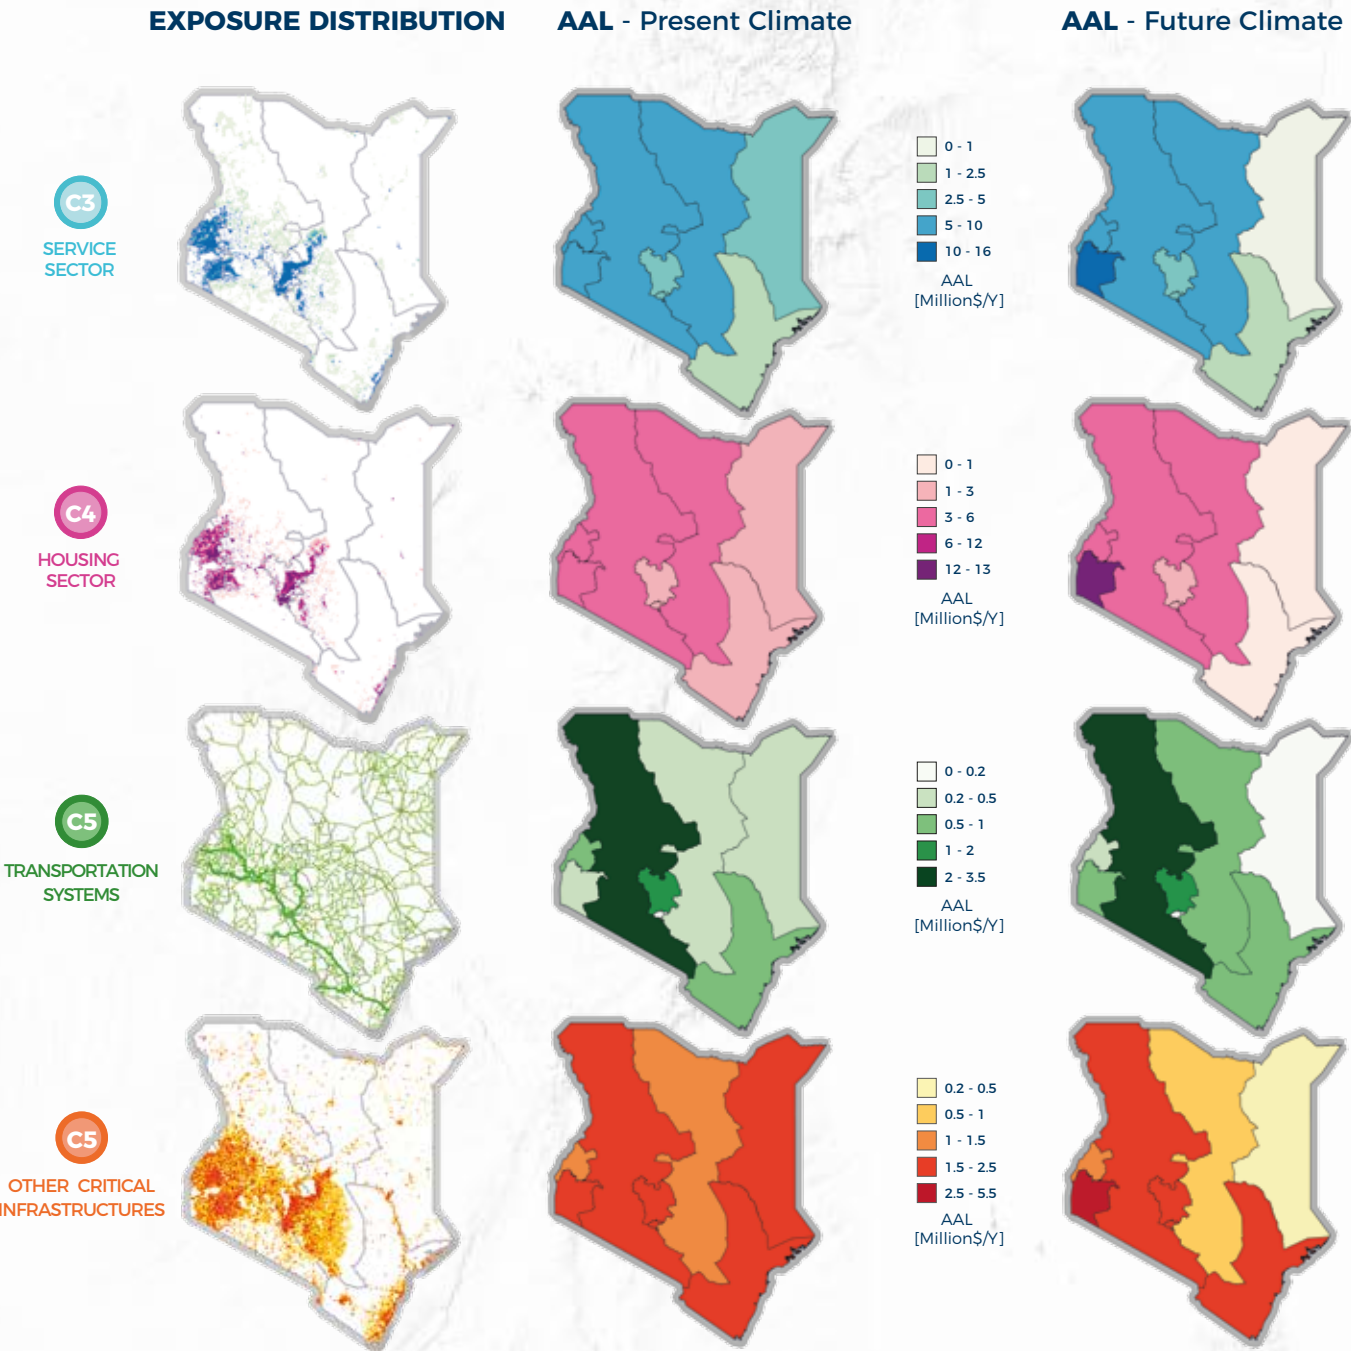 EXPOSURE DISTRIBUTION
AAL - Present Climate
AAL - Future Climate
C3
SERVICE
SECTOR
0 - 1
1 - 2.5
2.5 - 5
5 - 10
10 - 16
AAL
[Million$/Y]
C4
HOUSING
SECTOR
0 - 1
1 - 3
3 - 6
6 - 12
12 - 13
AAL
[Million$/Y]
C5
TRANSPORTATION
SYSTEMS
0 - 0.2
0.2 - 0.5
0.5 - 1
1 - 2
2 - 3.5
AAL
[Million$/Y]
C5
OTHER CRITICAL
INFRASTRUCTURES
0.2 - 0.5
0.5 - 1
1 - 1.5
1.5 - 2.5
2.5 - 5.5
AAL
[Million$/Y]